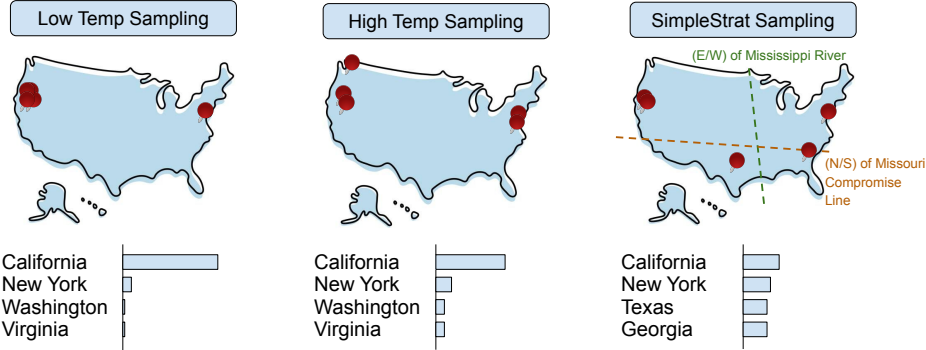 Low Temp Sampling
High Temp Sampling
SimpleStrat Sampling
(E/W) of Mississippi River
(N/S) of Missouri
Compromise
Line
California
New York
Washington
Virginia
California
New York
Washington
Virginia
California
New York
Texas
Georgia